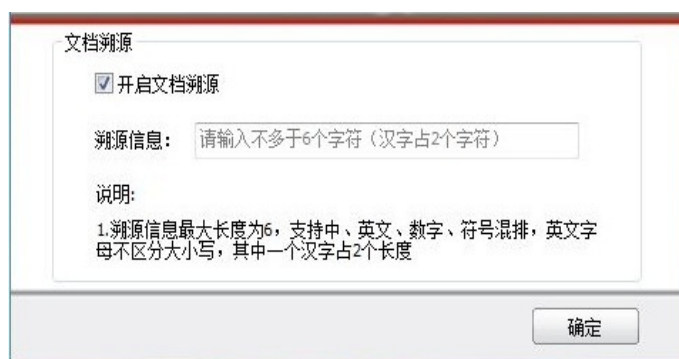 文档溯源
开启文档溯源
溯源信息： 请输入不多于6个字符（汉字占2个字符）
说明:
1.溯源信息最大长度为6，支持中、英文、数字、符号混排，英文字
母不区分大小写，其中一个汉字占2个长度
确定